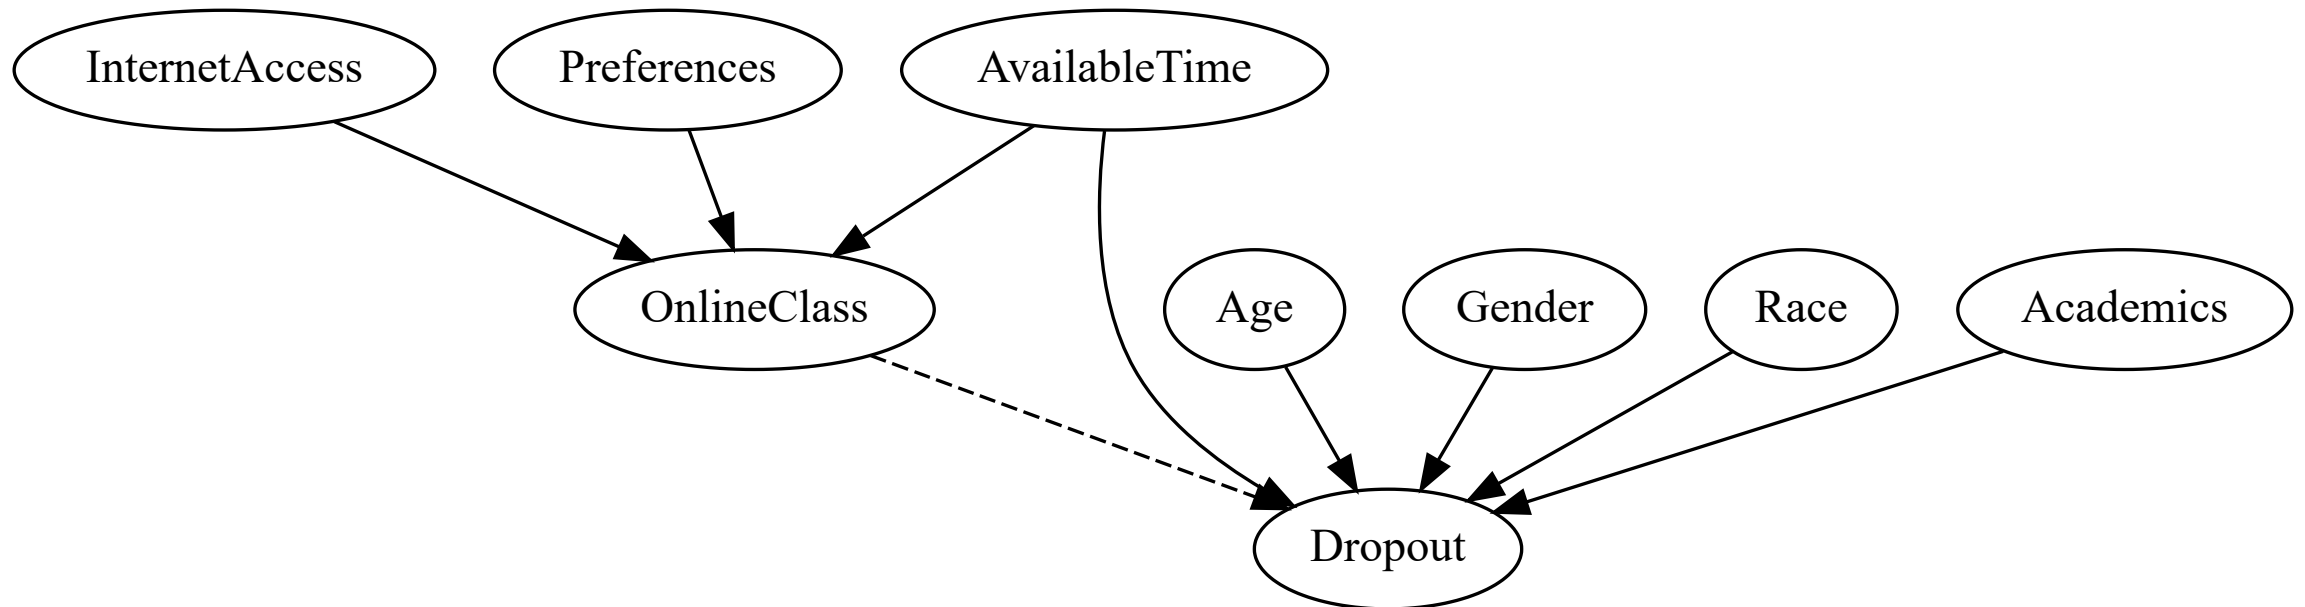 InternetAccess
Preferences
AvailableTime
OnlineClass
Age
Gender
Race
Academics
Dropout